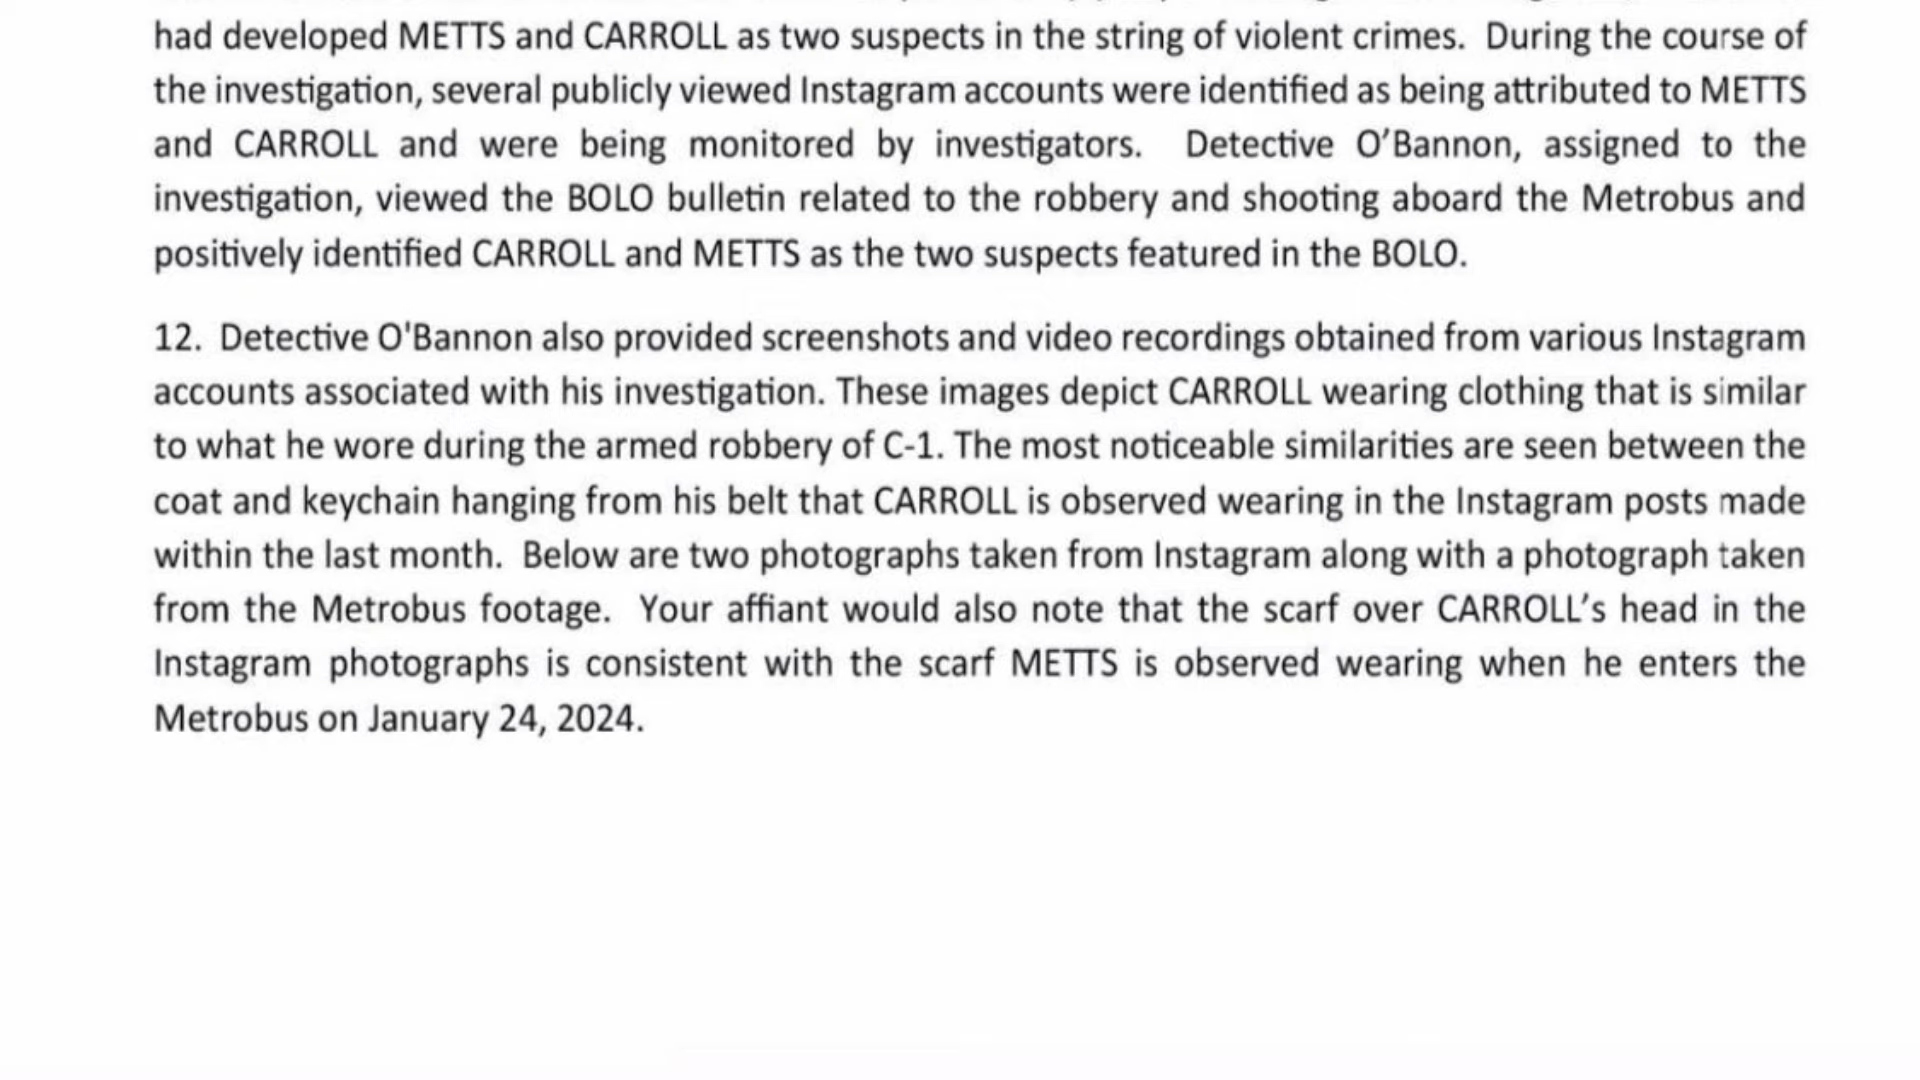 had developed METTS and CARROLL as two suspects in the string of violent crimes.  During the course of
the investigation, several publicly viewed Instagram accounts were identified as being attributed to METTS
and CARROLL and were being monitored by investigators.  Detective O’Bannon, assigned to the
investigation, viewed the BOLO bulletin related to the robbery and shooting aboard the Metrobus and
positively identified CARROLL and METTS as the two suspects featured in the BOLO.
12.  Detective O'Bannon also provided screenshots and video recordings obtained from various Instagram
accounts associated with his investigation. These images depict CARROLL wearing clothing that is similar
to what he wore during the armed robbery of C-1. The most noticeable similarities are seen between the
coat and keychain hanging from his belt that CARROLL is observed wearing in the Instagram posts made
within the last month.  Below are two photographs taken from Instagram along with a photograph taken
from the Metrobus footage.  Your affiant would also note that the scarf over CARROLL’s head in the
Instagram photographs is consistent with the scarf METTS is observed wearing when he enters the
Metrobus on January 24, 2024.